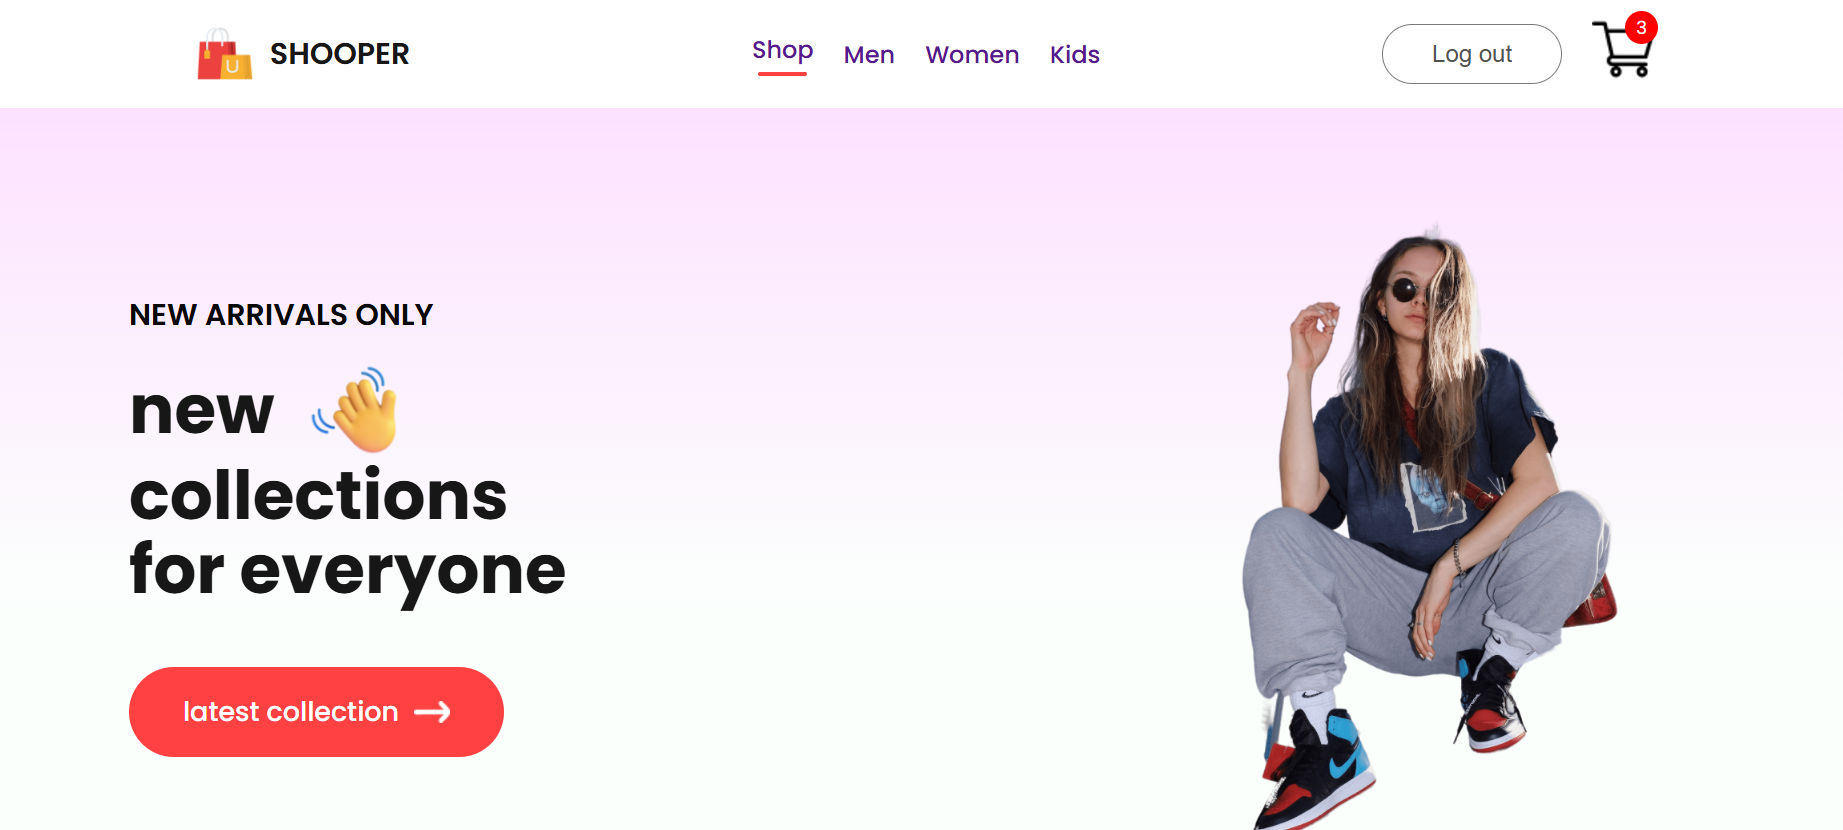 SHOOPER
Shop Men Women Kids
Log out
3
NEW ARRIVALS ONLY
new
collections
for everyone
latest collection